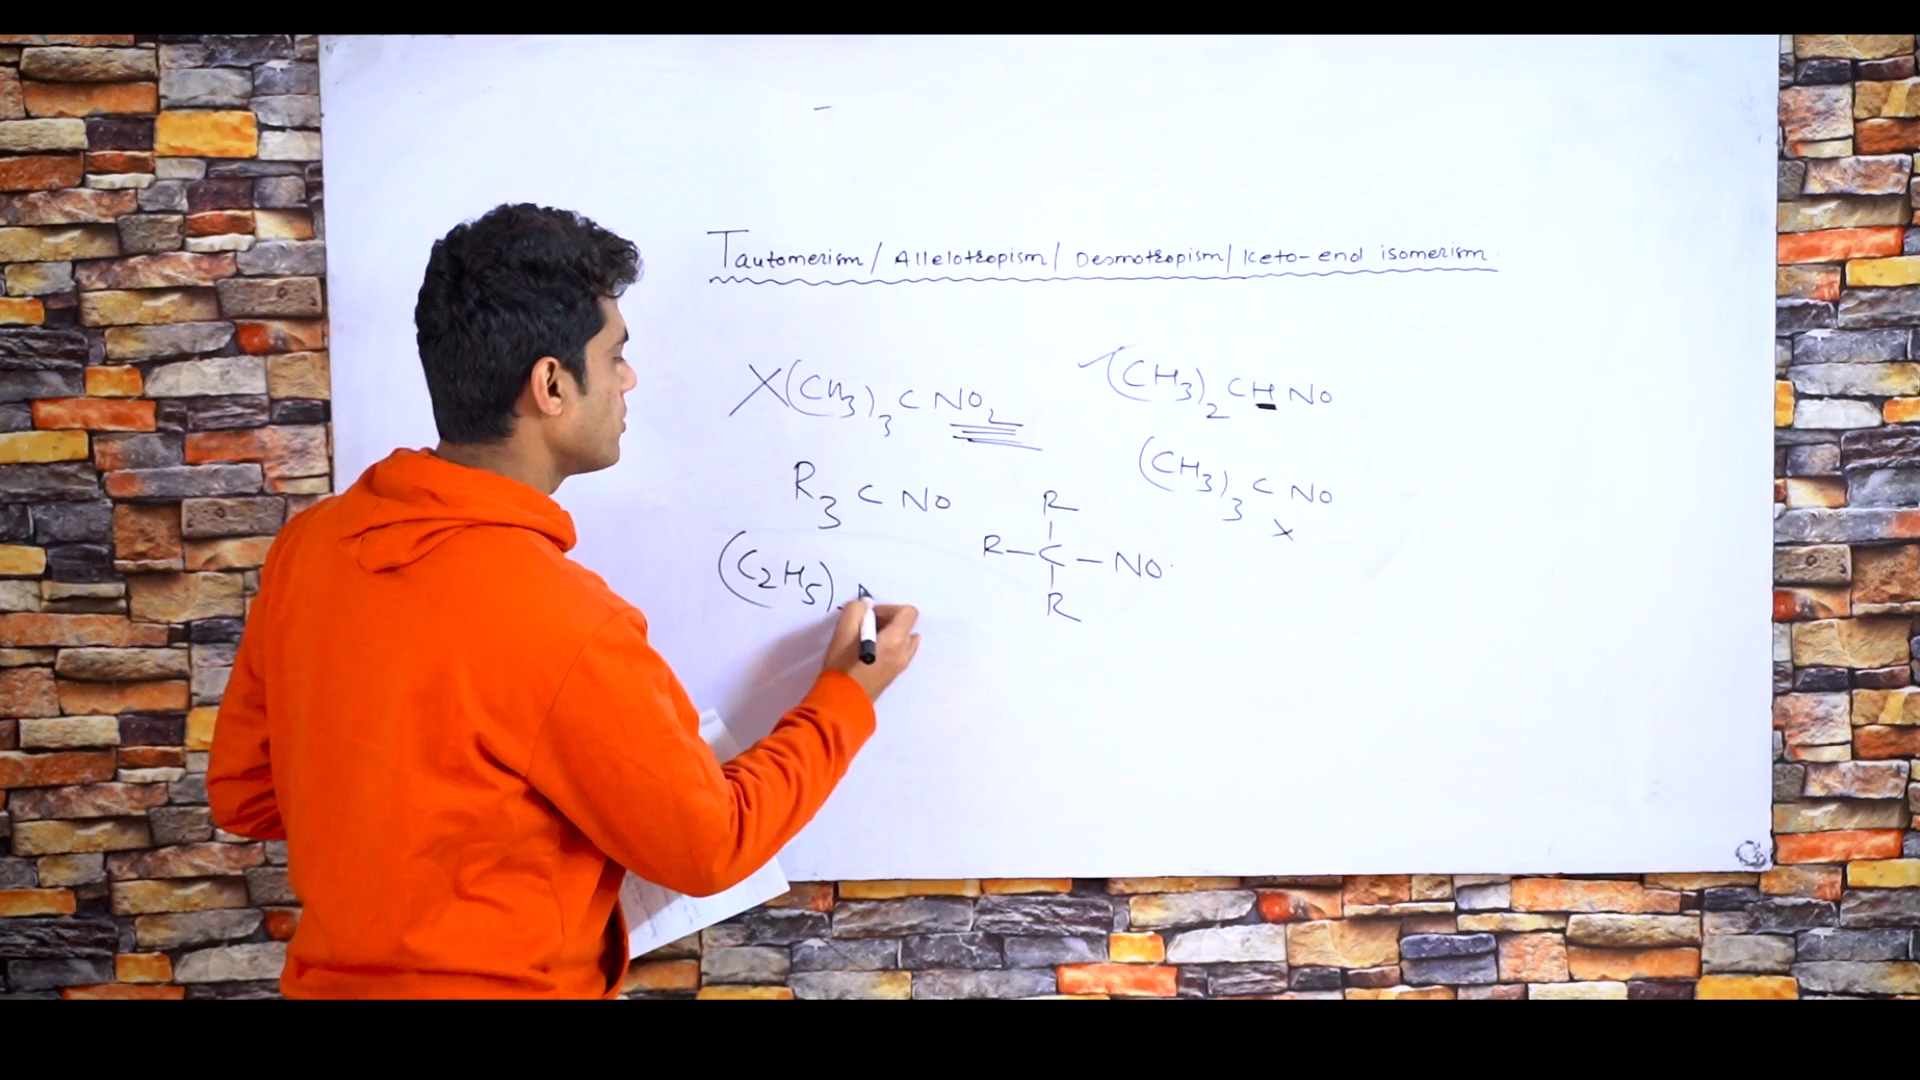 Tautomerism / Allelotropism / Desmotropism / Keto-enol isomerism.
X (CH3)3 C NO2
✓ (CH3)2 CH NO
(CH3)3 C NO
X
R3 C NO
R
R—C—NO
R
(C2H5)